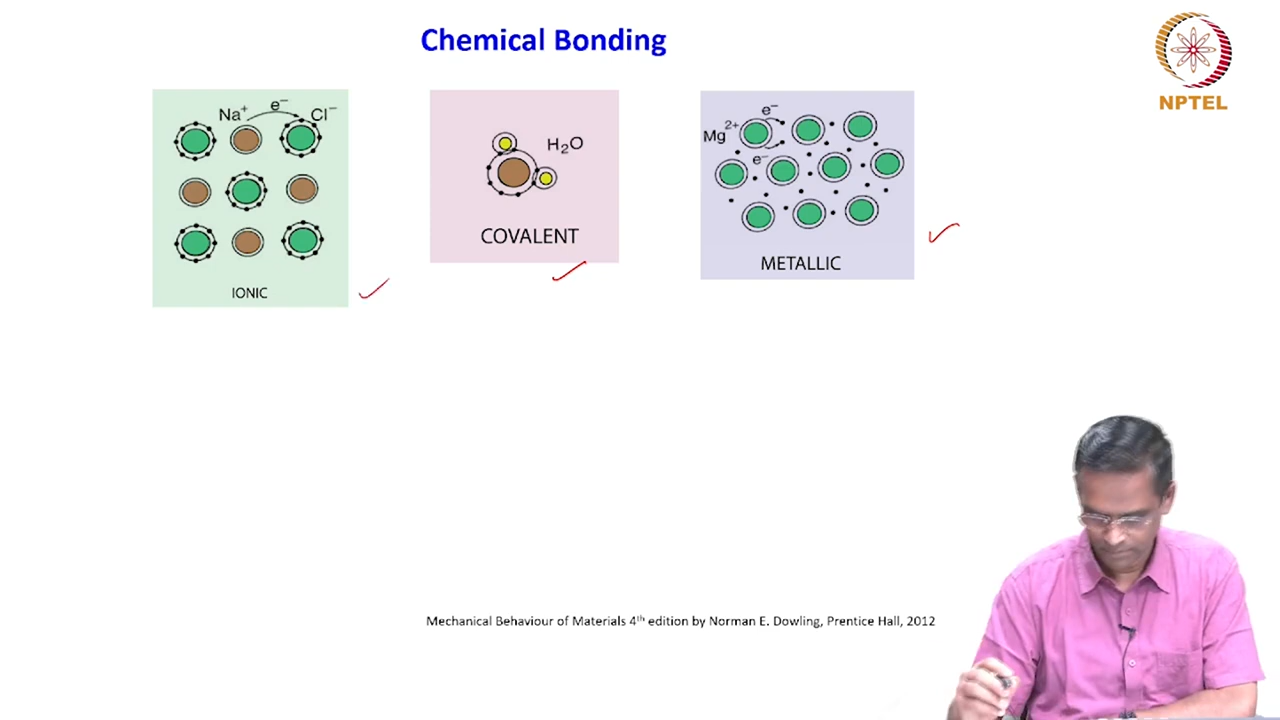 Chemical Bonding
NPTEL
Na⁺ e⁻ Cl⁻
IONIC
H₂O
COVALENT
e⁻
Mg²⁺
e⁻
METALLIC
Mechanical Behaviour of Materials 4ᵗʰ edition by Norman E. Dowling, Prentice Hall, 2012